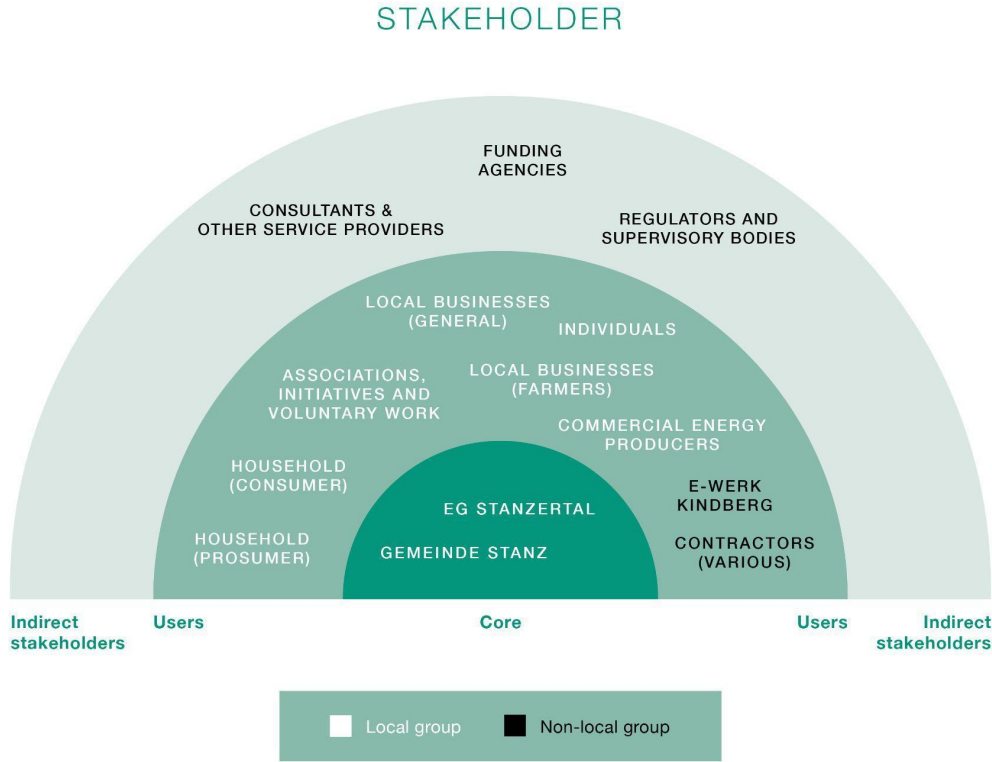 STAKEHOLDER
FUNDING
AGENCIES
CONSULTANTS &
OTHER SERVICE PROVIDERS
REGULATORS AND
SUPERVISORY BODIES
LOCAL BUSINESSES
(GENERAL)
INDIVIDUALS
ASSOCIATIONS,
INITIATIVES AND
VOLUNTARY WORK
LOCAL BUSINESSES
(FARMERS)
COMMERCIAL ENERGY
PRODUCERS
HOUSEHOLD
(CONSUMER)
E-WERK
KINDBERG
EG STANZERTAL
HOUSEHOLD
(PROSUMER)
GEMEINDE STANZ
CONTRACTORS
(VARIOUS)
Indirect
stakeholders
Users
Core
Users
Indirect
stakeholders
Local group
Non-local group